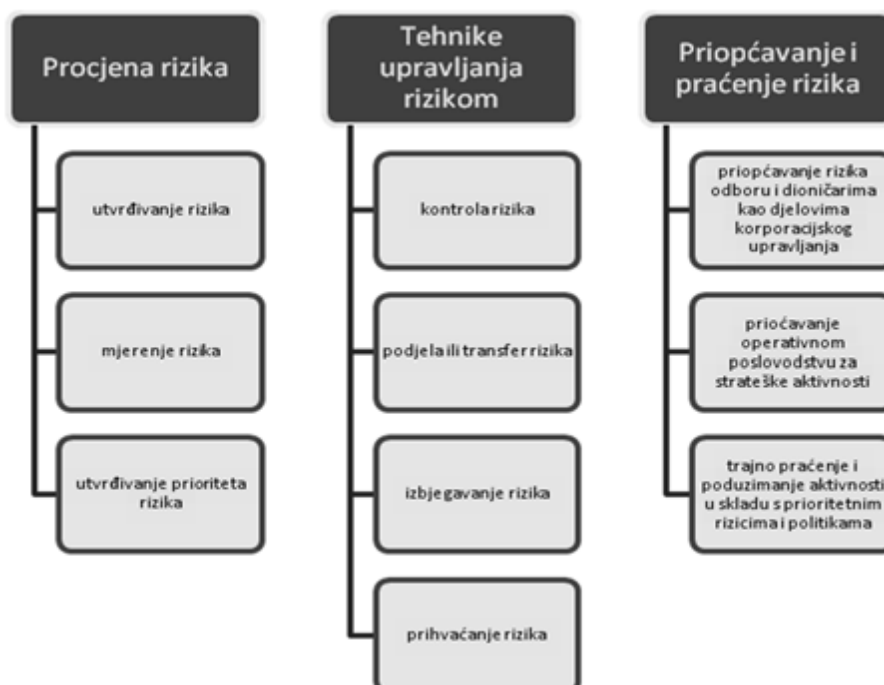 Procjena rizika
utvrđivanje rizika
mjerenje rizika
utvrđivanje prioriteta
rizika
Tehnike
upravljanja
rizikom
kontrola rizika
podjela ili transfer rizika
izbjegavanje rizika
prihvaćanje rizika
Priopćavanje i
praćenje rizika
priopćavanje rizika
odboru i dioničarima
kao djelovima
korporacijskog
upravljanja
prioćavanje
operativnom
poslovodstvu za
strateške aktivnosti
trajno praćenje i
poduzimanje aktivnosti
u skladu s prioritetnim
rizicima i politikama